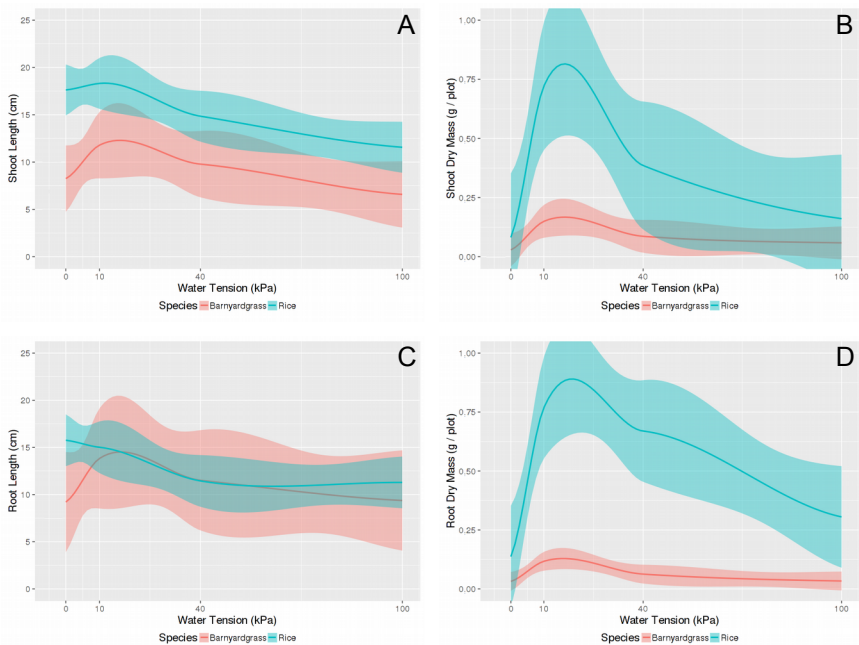 A
25
20
15
10
5
0
Shoot Length (cm)
0 10 40 100
Water Tension (kPa)
Species Barnyardgrass Rice
B
1.00
0.75
0.50
0.25
0.00
Shoot Dry Mass (g / plot)
0 10 40 100
Water Tension (kPa)
Species Barnyardgrass Rice
C
25
20
15
10
5
0
Root Length (cm)
0 10 40 100
Water Tension (kPa)
Species Barnyardgrass Rice
D
1.00
0.75
0.50
0.25
0.00
Root Dry Mass (g / plot)
0 10 40 100
Water Tension (kPa)
Species Barnyardgrass Rice